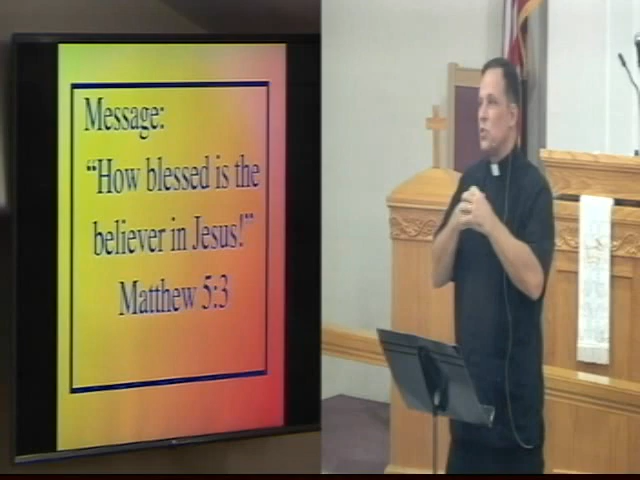 Message:
“How blessed is the
believer in Jesus!”
Matthew 5:3